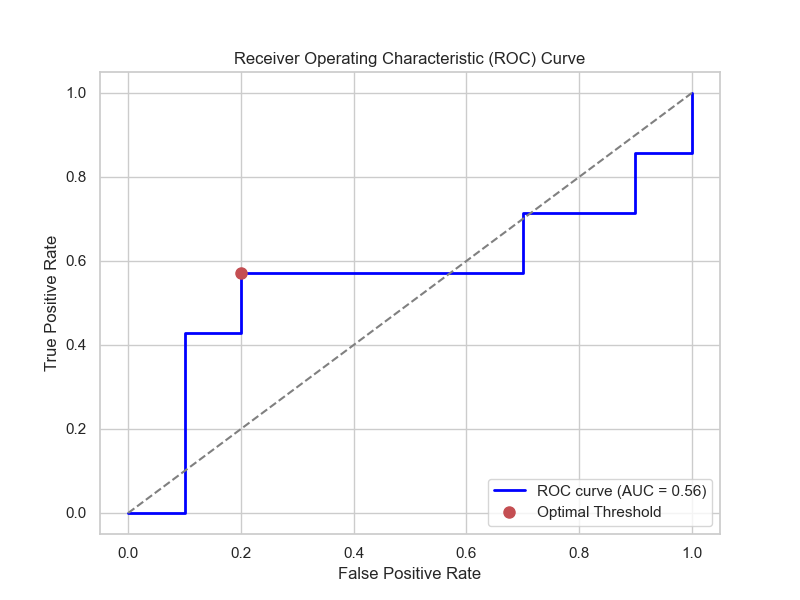 Receiver Operating Characteristic (ROC) Curve
True Positive Rate
1.0
0.8
0.6
0.4
0.2
0.0
ROC curve (AUC = 0.56)
Optimal Threshold
0.0 0.2 0.4 0.6 0.8 1.0
False Positive Rate